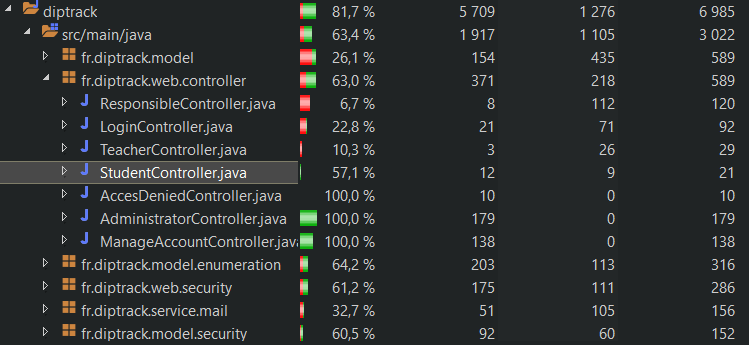 diptrack 81,7 % 5 709 1 276 6 985
src/main/java 63,4 % 1 917 1 105 3 022
fr.diptrack.model 26,1 % 154 435 589
fr.diptrack.web.controller 63,0 % 371 218 589
ResponsibleController.java 6,7 % 8 112 120
LoginController.java 22,8 % 21 71 92
TeacherController.java 10,3 % 3 26 29
StudentController.java 57,1 % 12 9 21
AccesDeniedController.java 100,0 % 10 0 10
AdministratorController.java 100,0 % 179 0 179
ManageAccountController.java 100,0 % 138 0 138
fr.diptrack.model.enumeration 64,2 % 203 113 316
fr.diptrack.web.security 61,2 % 175 111 286
fr.diptrack.service.mail 32,7 % 51 105 156
fr.diptrack.model.security 60,5 % 92 60 152